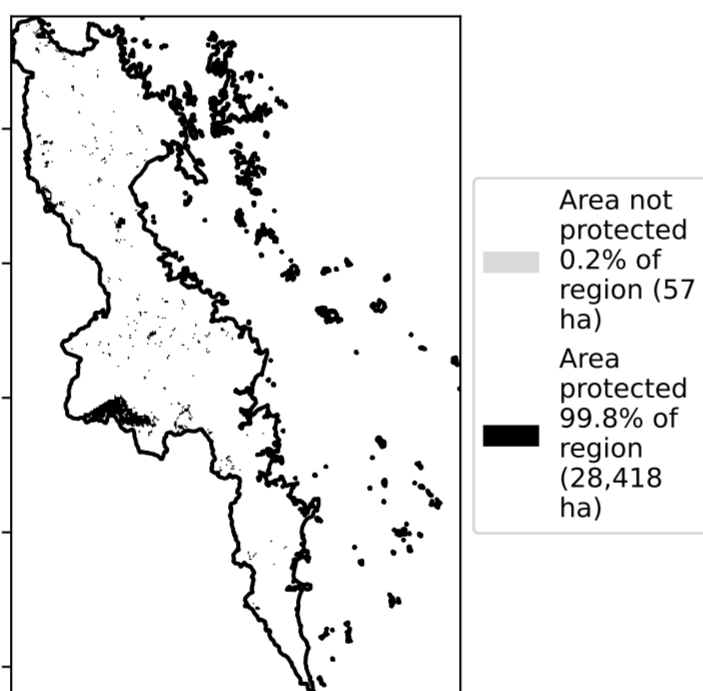 Area not
protected
0.2% of
region (57
ha)
Area
protected
99.8% of
region
(28,418
ha)